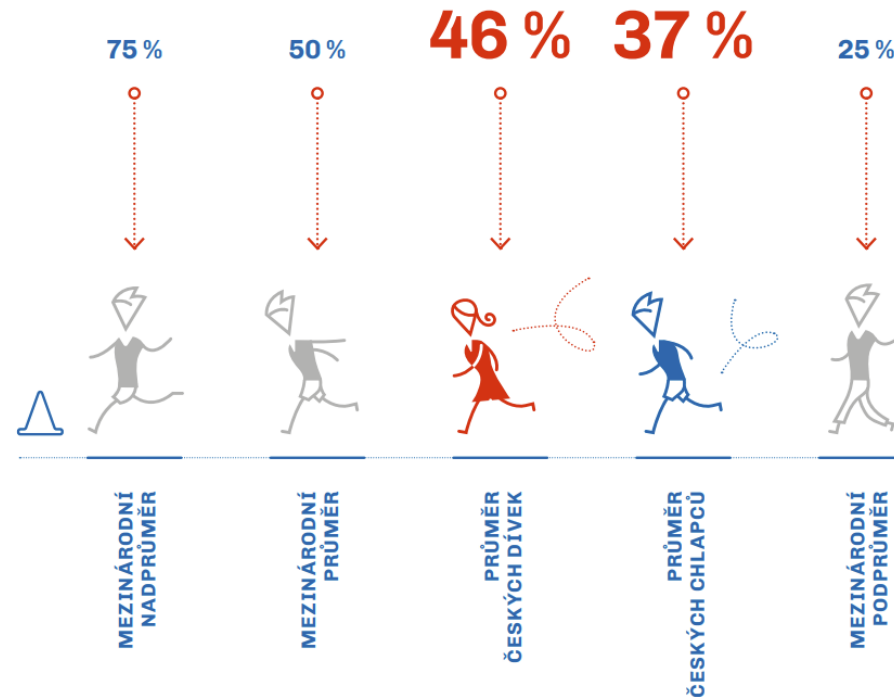 75 %
50 %
46 %
37 %
25 %
MEZINÁRODNÍ
NADPRŮMĚR
MEZINÁRODNÍ
PRŮMĚR
PRŮMĚR
ČESKÝCH DÍVEK
PRŮMĚR
ČESKÝCH CHLAPCŮ
MEZINÁRODNÍ
PODPRŮMĚR